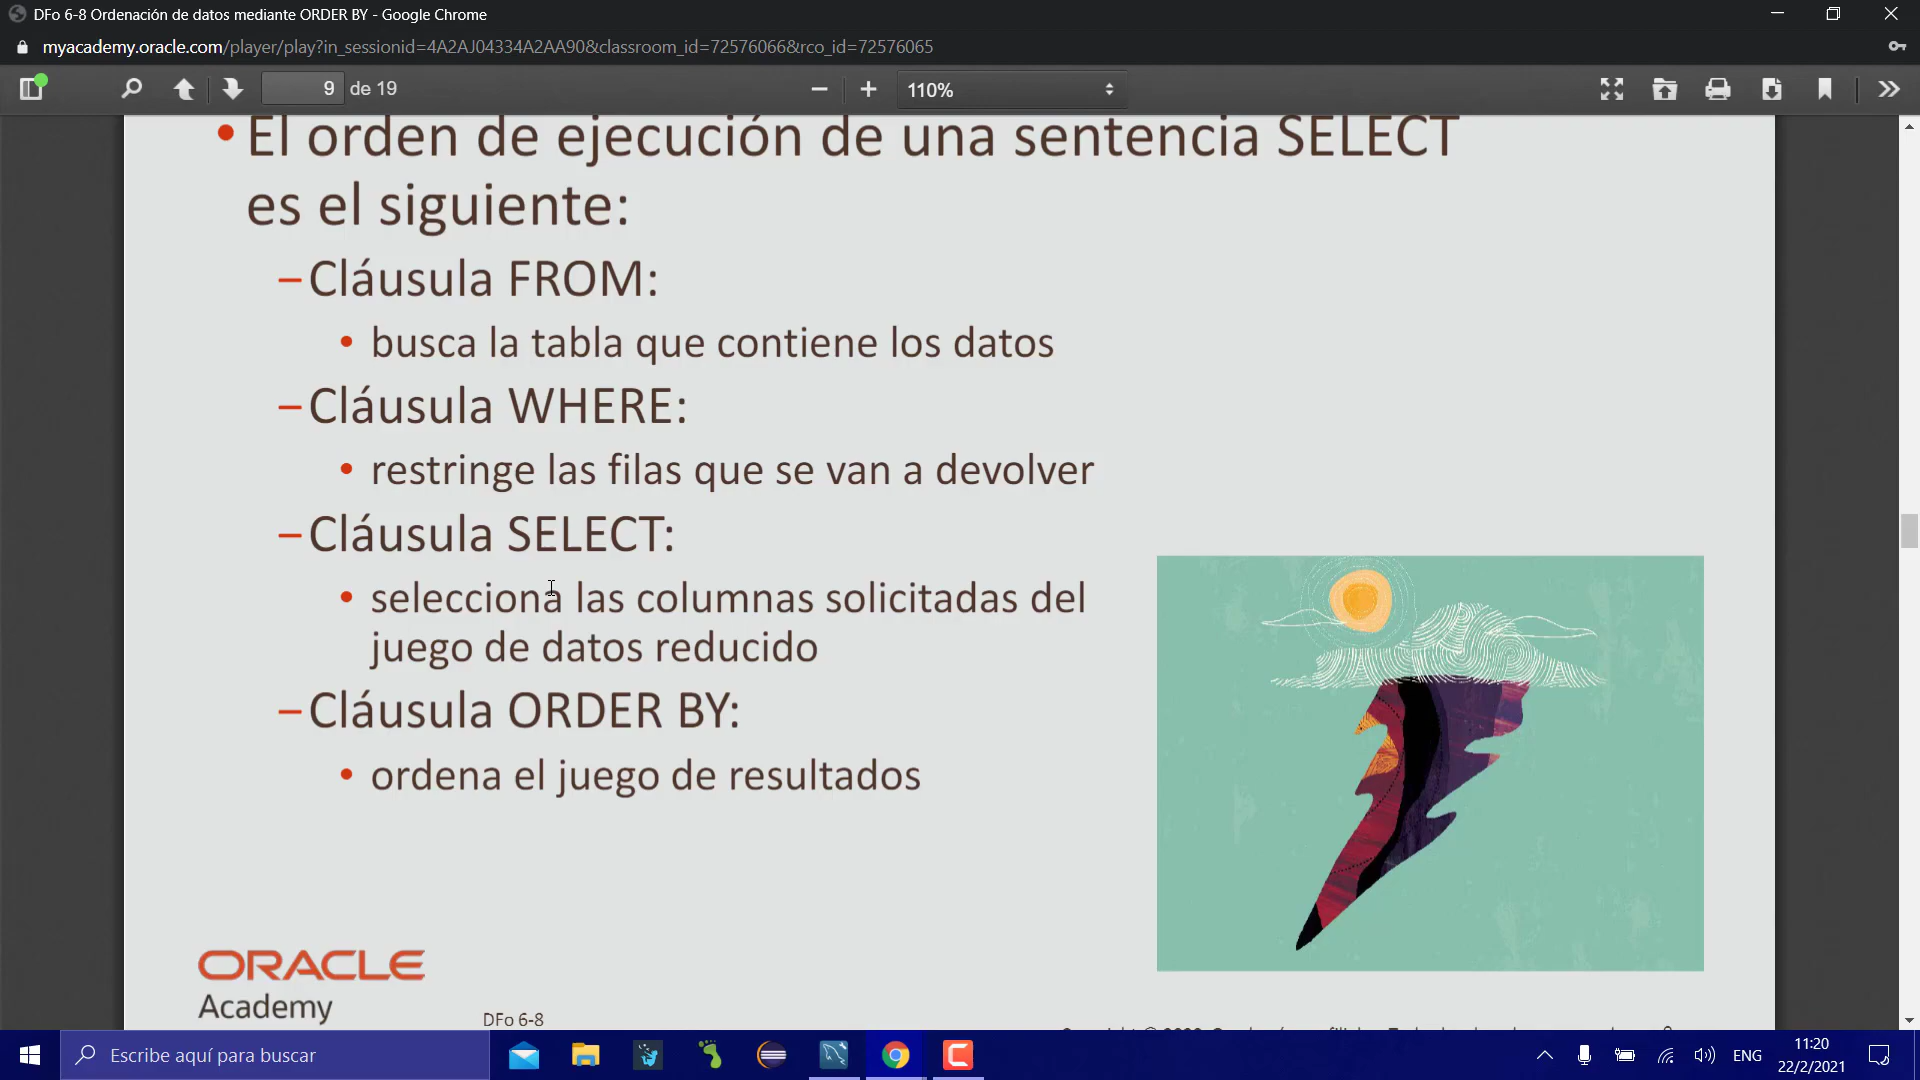 DFo 6-8 Ordenación de datos mediante ORDER BY - Google Chrome
myacademy.oracle.com/player/play?in_sessionid=4A2AJ04334A2AA90&classroom_id=72576066&rco_id=72576065
9 de 19
110%
• El orden de ejecución de una sentencia SELECT
es el siguiente:
– Cláusula FROM:
• busca la tabla que contiene los datos
– Cláusula WHERE:
• restringe las filas que se van a devolver
– Cláusula SELECT:
• selecciona las columnas solicitadas del
juego de datos reducido
– Cláusula ORDER BY:
• ordena el juego de resultados
ORACLE
Academy
DFo 6-8
Escribe aquí para buscar
ENG
11:20
22/2/2021